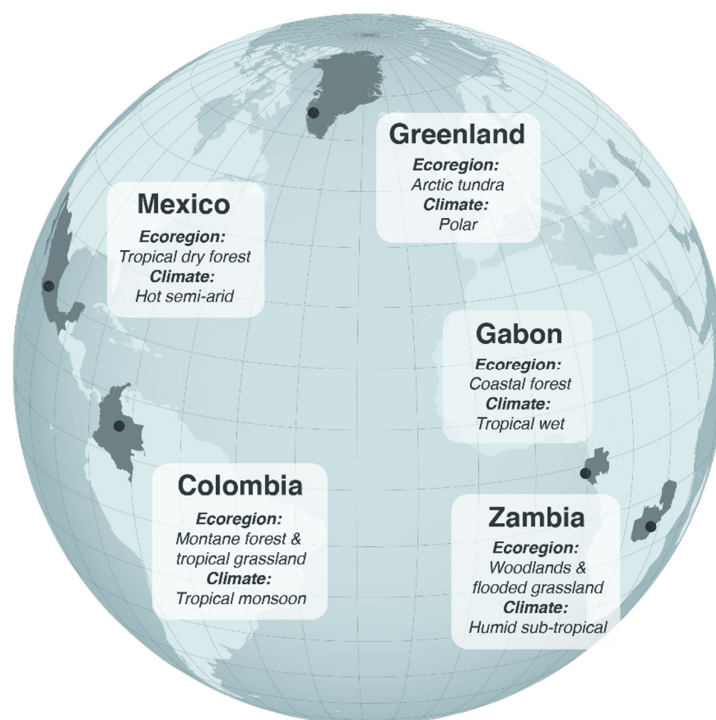 Greenland
Ecoregion:
Arctic tundra
Climate:
Polar
Mexico
Ecoregion:
Tropical dry forest
Climate:
Hot semi-arid
Gabon
Ecoregion:
Coastal forest
Climate:
Tropical wet
Colombia
Ecoregion:
Montane forest &
tropical grassland
Climate:
Tropical monsoon
Zambia
Ecoregion:
Woodlands &
flooded grassland
Climate:
Humid sub-tropical